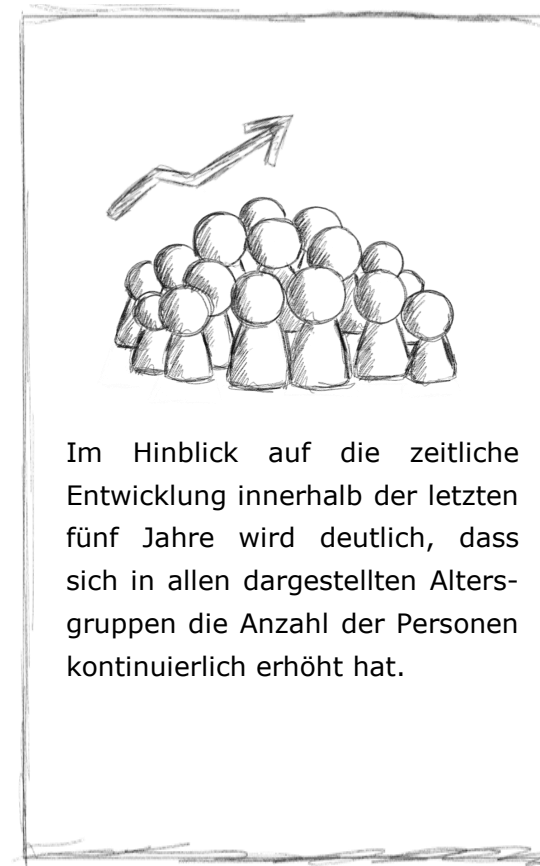 Im Hinblick auf die zeitliche
Entwicklung innerhalb der letzten
fünf Jahre wird deutlich, dass
sich in allen dargestellten Alters-
gruppen die Anzahl der Personen
kontinuierlich erhöht hat.